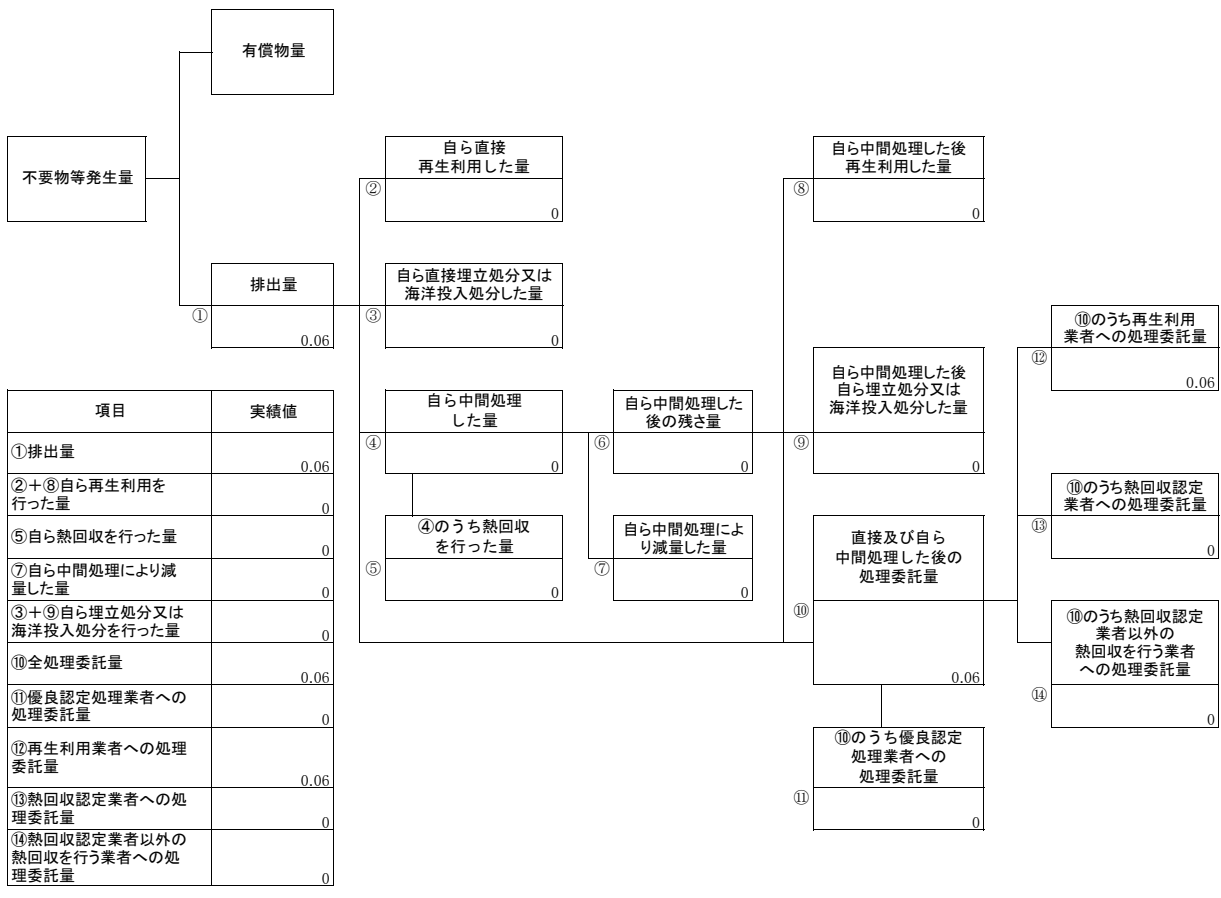 有償物量
不要物等発生量
排出量
①
0.06
自ら直接
再生利用した量
②
0
自ら直接埋立処分又は
海洋投入処分した量
③
0
自ら中間処理
した量
④
0
④のうち熱回収
を行った量
⑤
0
自ら中間処理した
後の残さ量
⑥
0
自ら中間処理によ
り減量した量
⑦
0
自ら中間処理した後
再生利用した量
⑧
0
自ら中間処理した後
自ら埋立処分又は
海洋投入処分した量
⑨
0
直接及び自ら
中間処理した後の
処理委託量
⑩
0.06
⑩のうち優良認定
処理業者への
処理委託量
⑪
0
⑩のうち再生利用
業者への処理委託量
⑫
0.06
⑩のうち熱回収認定
業者への処理委託量
⑬
0
⑩のうち熱回収認定
業者以外の
熱回収を行う業者
への処理委託量
⑭
0
項目 実績値
①排出量
0.06
②＋⑧自ら再生利用を
行った量
0
⑤自ら熱回収を行った量
0
⑦自ら中間処理により減
量した量
0
③＋⑨自ら埋立処分又は
海洋投入処分を行った量
0
⑩全処理委託量
0.06
⑪優良認定処理業者への
処理委託量
0
⑫再生利用業者への処理
委託量
0.06
⑬熱回収認定業者への処
理委託量
0
⑭熱回収認定業者以外の
熱回収を行う業者への処
理委託量
0